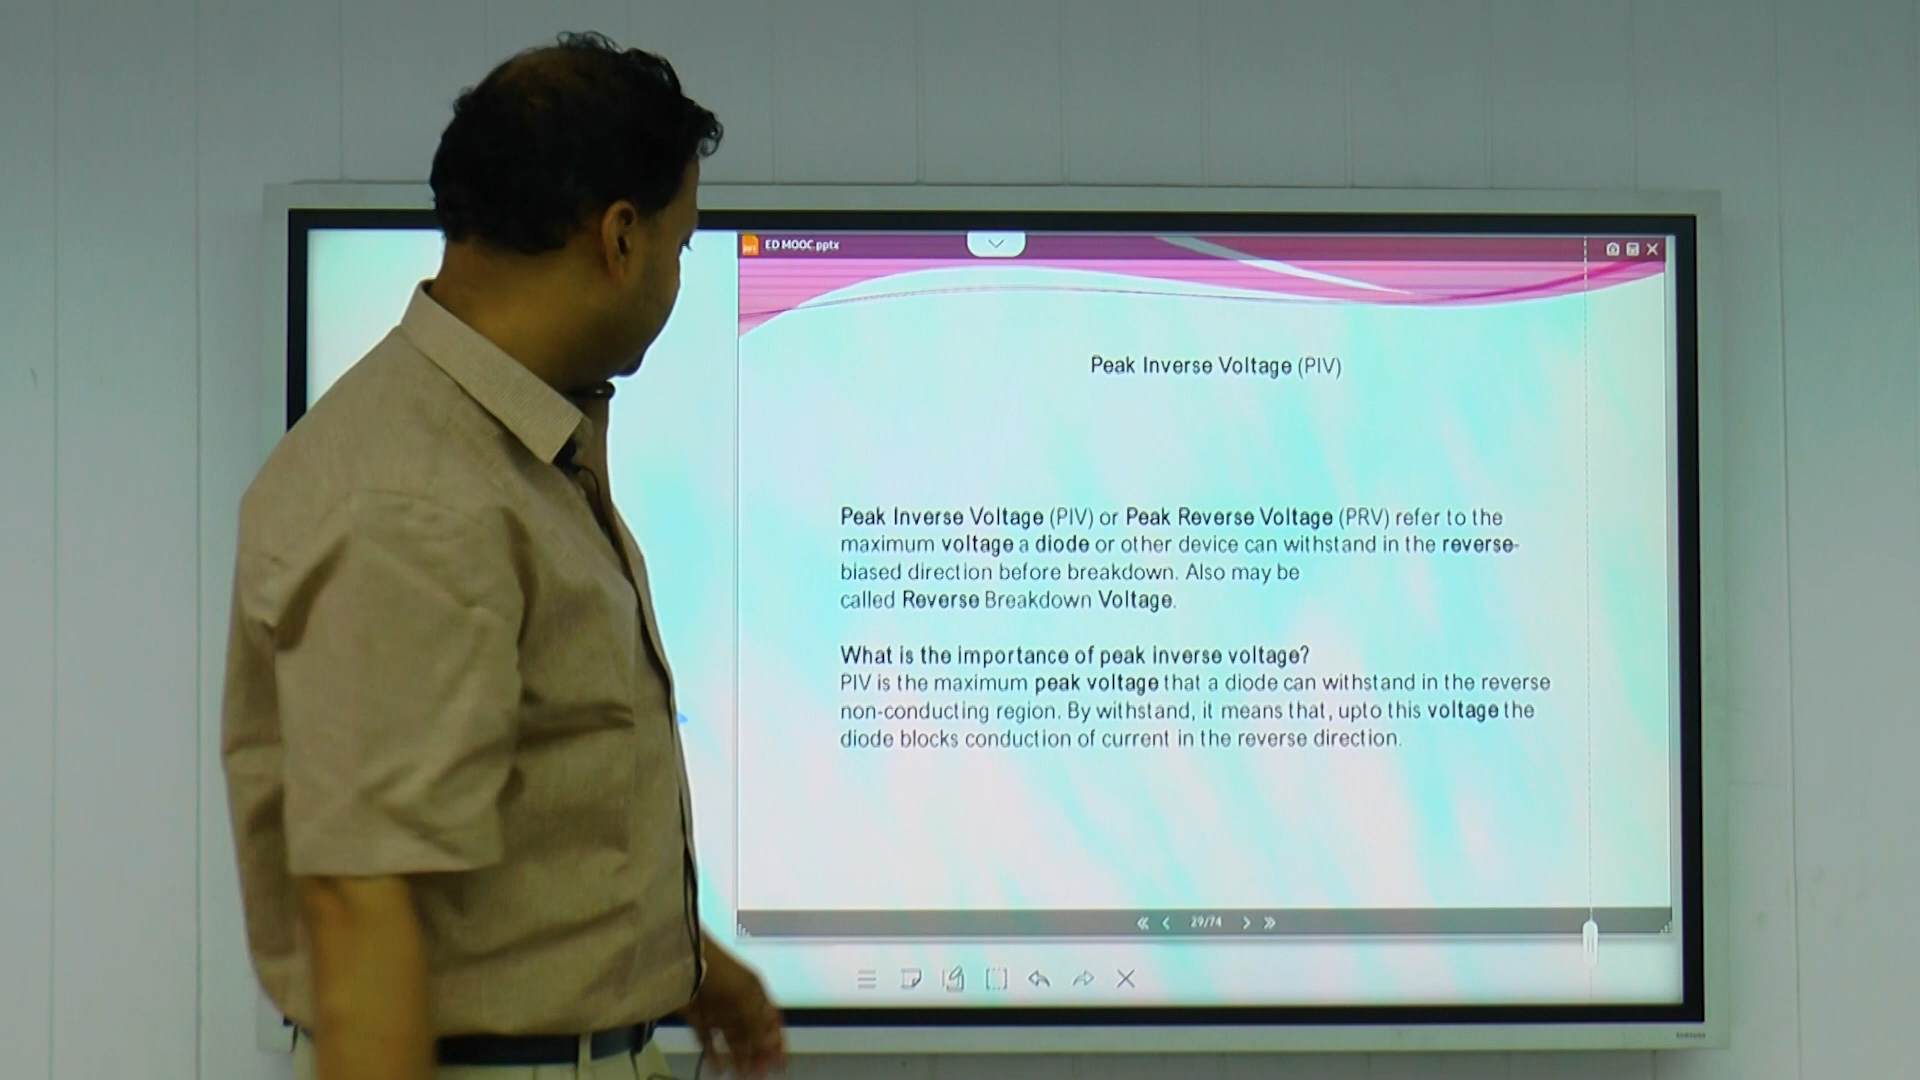 ED MOOC.pptx
Peak Inverse Voltage (PIV)
Peak Inverse Voltage (PIV) or Peak Reverse Voltage (PRV) refer to the
maximum voltage a diode or other device can withstand in the reverse-
biased direction before breakdown. Also may be
called Reverse Breakdown Voltage.
What is the importance of peak inverse voltage?
PIV is the maximum peak voltage that a diode can withstand in the reverse
non-conducting region. By withstand, it means that, upto this voltage the
diode blocks conduction of current in the reverse direction.
29/74
SAMSUNG